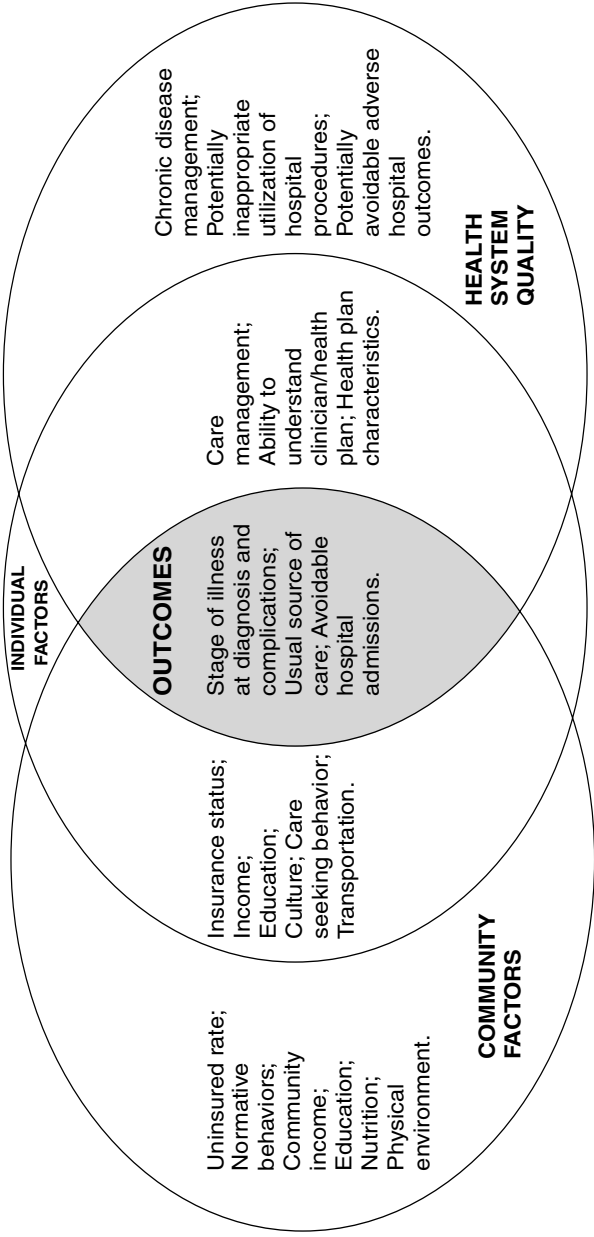 INDIVIDUAL
FACTORS
Uninsured rate;
Normative
behaviors;
Community
income;
Education;
Nutrition;
Physical
environment.
COMMUNITY
FACTORS
Insurance status;
Income;
Education;
Culture; Care
seeking behavior;
Transportation.
OUTCOMES
Stage of illness
at diagnosis and
complications;
Usual source of
care; Avoidable
hospital
admissions.
Care
management;
Ability to
understand
clinician/health
plan; Health plan
characteristics.
Chronic disease
management;
Potentially
inappropriate
utilization of
hospital
procedures;
Potentially
avoidable adverse
hospital
outcomes.
HEALTH
SYSTEM
QUALITY